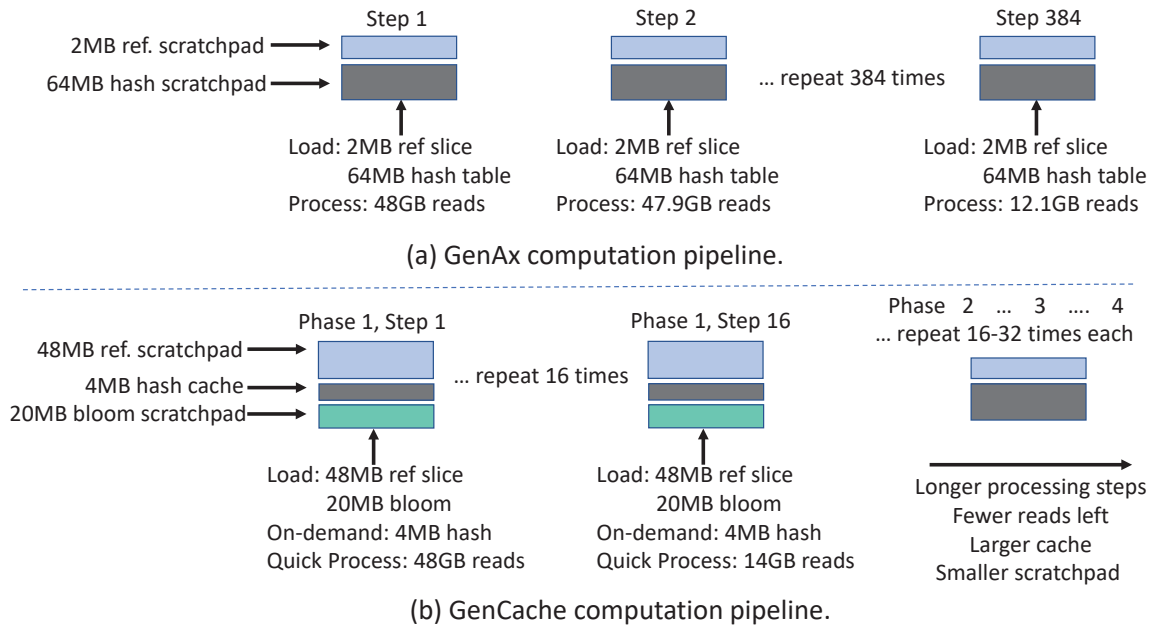 Step 1
Step 2
Step 384
2MB ref. scratchpad
64MB hash scratchpad
... repeat 384 times
Load: 2MB ref slice
64MB hash table
Process: 48GB reads
Load: 2MB ref slice
64MB hash table
Process: 47.9GB reads
Load: 2MB ref slice
64MB hash table
Process: 12.1GB reads
(a) GenAx computation pipeline.
Phase 1, Step 1
Phase 1, Step 16
Phase 2 ... 3 .... 4
... repeat 16-32 times each
48MB ref. scratchpad
4MB hash cache
20MB bloom scratchpad
... repeat 16 times
Load: 48MB ref slice
20MB bloom
On-demand: 4MB hash
Quick Process: 48GB reads
Load: 48MB ref slice
20MB bloom
On-demand: 4MB hash
Quick Process: 14GB reads
Longer processing steps
Fewer reads left
Larger cache
Smaller scratchpad
(b) GenCache computation pipeline.